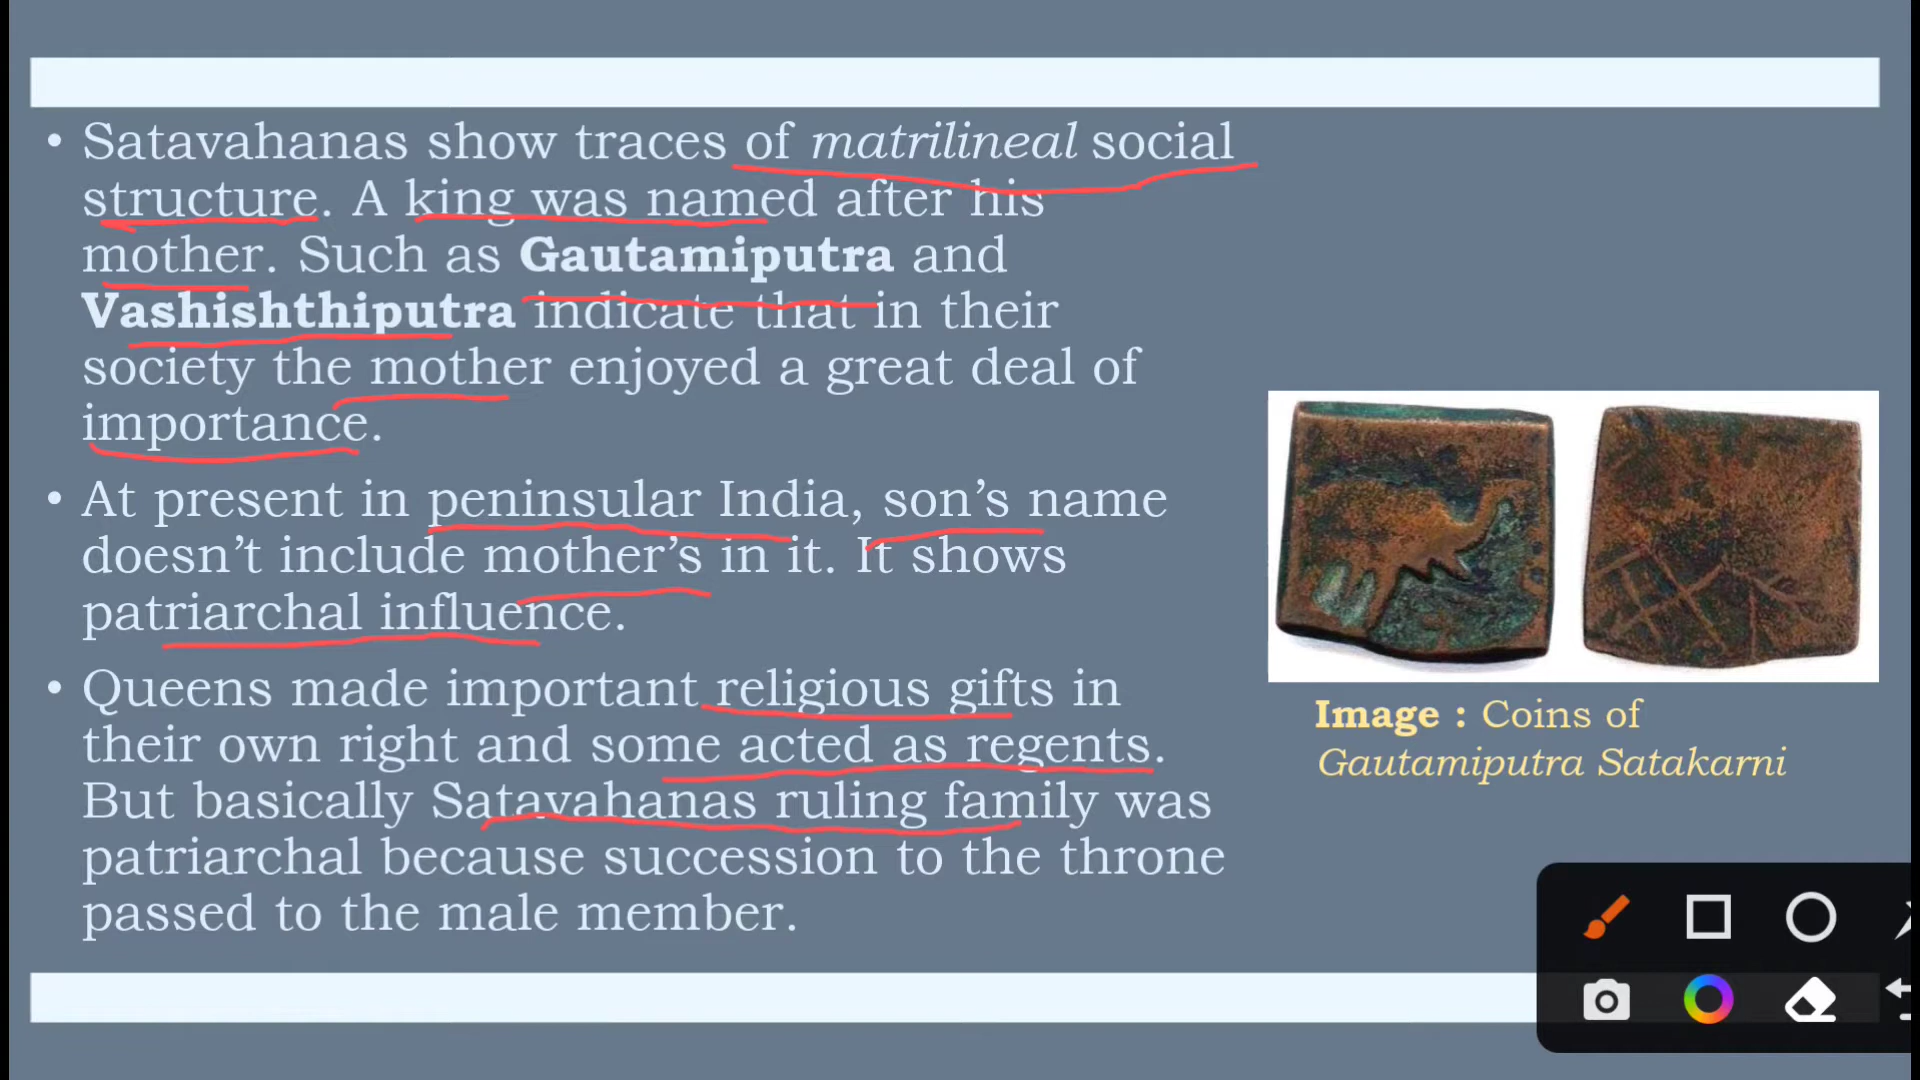 • Satavahanas show traces of matrilineal social
structure. A king was named after his
mother. Such as Gautamiputra and
Vashishthiputra indicate that in their
society the mother enjoyed a great deal of
importance.
• At present in peninsular India, son’s name
doesn’t include mother’s in it. It shows
patriarchal influence.
• Queens made important religious gifts in
their own right and some acted as regents.
But basically Satavahanas ruling family was
patriarchal because succession to the throne
passed to the male member.
Image : Coins of
Gautamiputra Satakarni